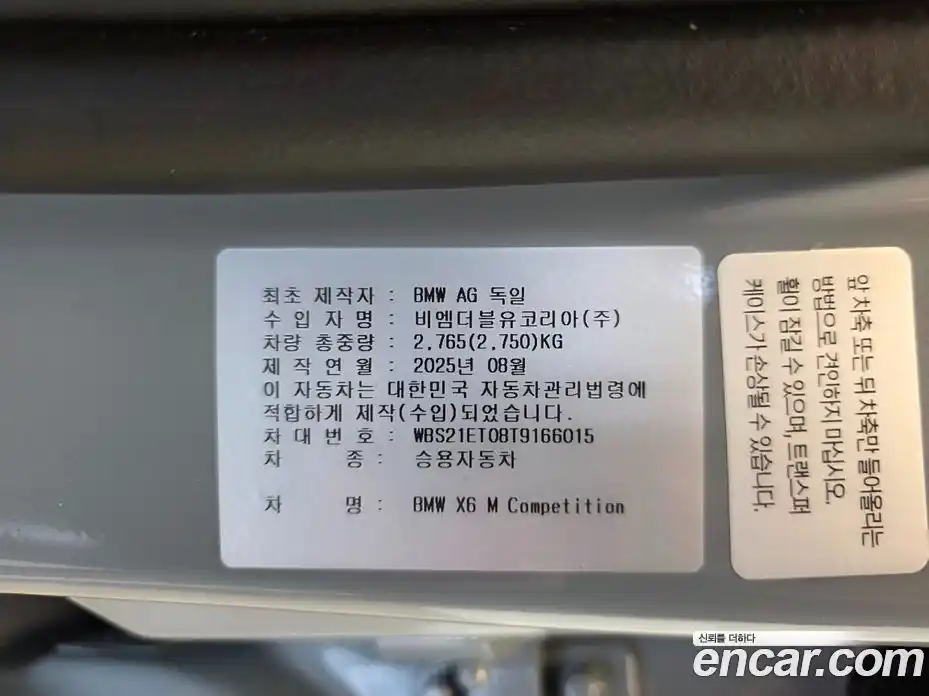 최초 제작자 : BMW AG 독일
수 입 자 명 : 비엠더블유코리아(주)
차량 총중량 : 2,765(2,750)KG
제 작 연 월 : 2025년 08월
이 자동차는 대한민국 자동차관리법령에
적합하게 제작(수입)되었습니다.
차 대 번 호 : WBS21ET08T9166015
차 종 : 승용자동차
차 명 : BMW X6 M Competition
앞 차축 또는 뒤 차축만 들어올리는
방법으로 견인하지 마십시오.
휠이 잠길 수 있으며, 트랜스퍼
케이스가 손상될 수 있습니다.
신뢰를 더하다
encar.com